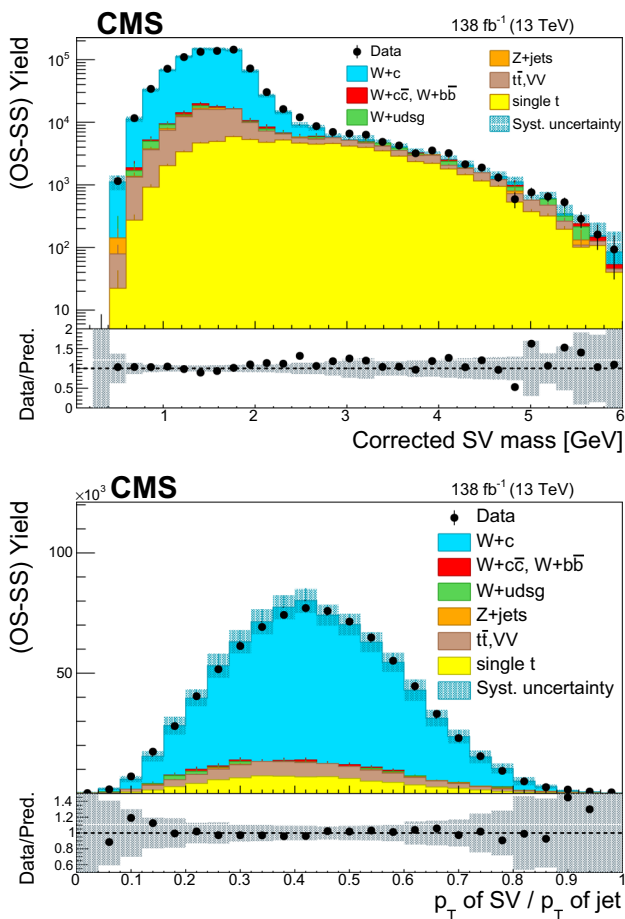 CMS
138 fb⁻¹ (13 TeV)
(OS-SS) Yield
10⁵
10⁴
10³
10²
10
Data
W+c
W+cc̅, W+bb̅
W+udsg
Z+jets
tt̅,VV
single t
Syst. uncertainty
Data/Pred.
2
1.5
1.0
0.5
0
1 2 3 4 5 6
Corrected SV mass [GeV]
×10³
CMS
138 fb⁻¹ (13 TeV)
(OS-SS) Yield
100
50
Data
W+c
W+cc̅, W+bb̅
W+udsg
Z+jets
tt̅,VV
single t
Syst. uncertainty
Data/Pred.
1.4
1.2
1
0.8
0.6
0 0.1 0.2 0.3 0.4 0.5 0.6 0.7 0.8 0.9 1
p_T of SV / p_T of jet